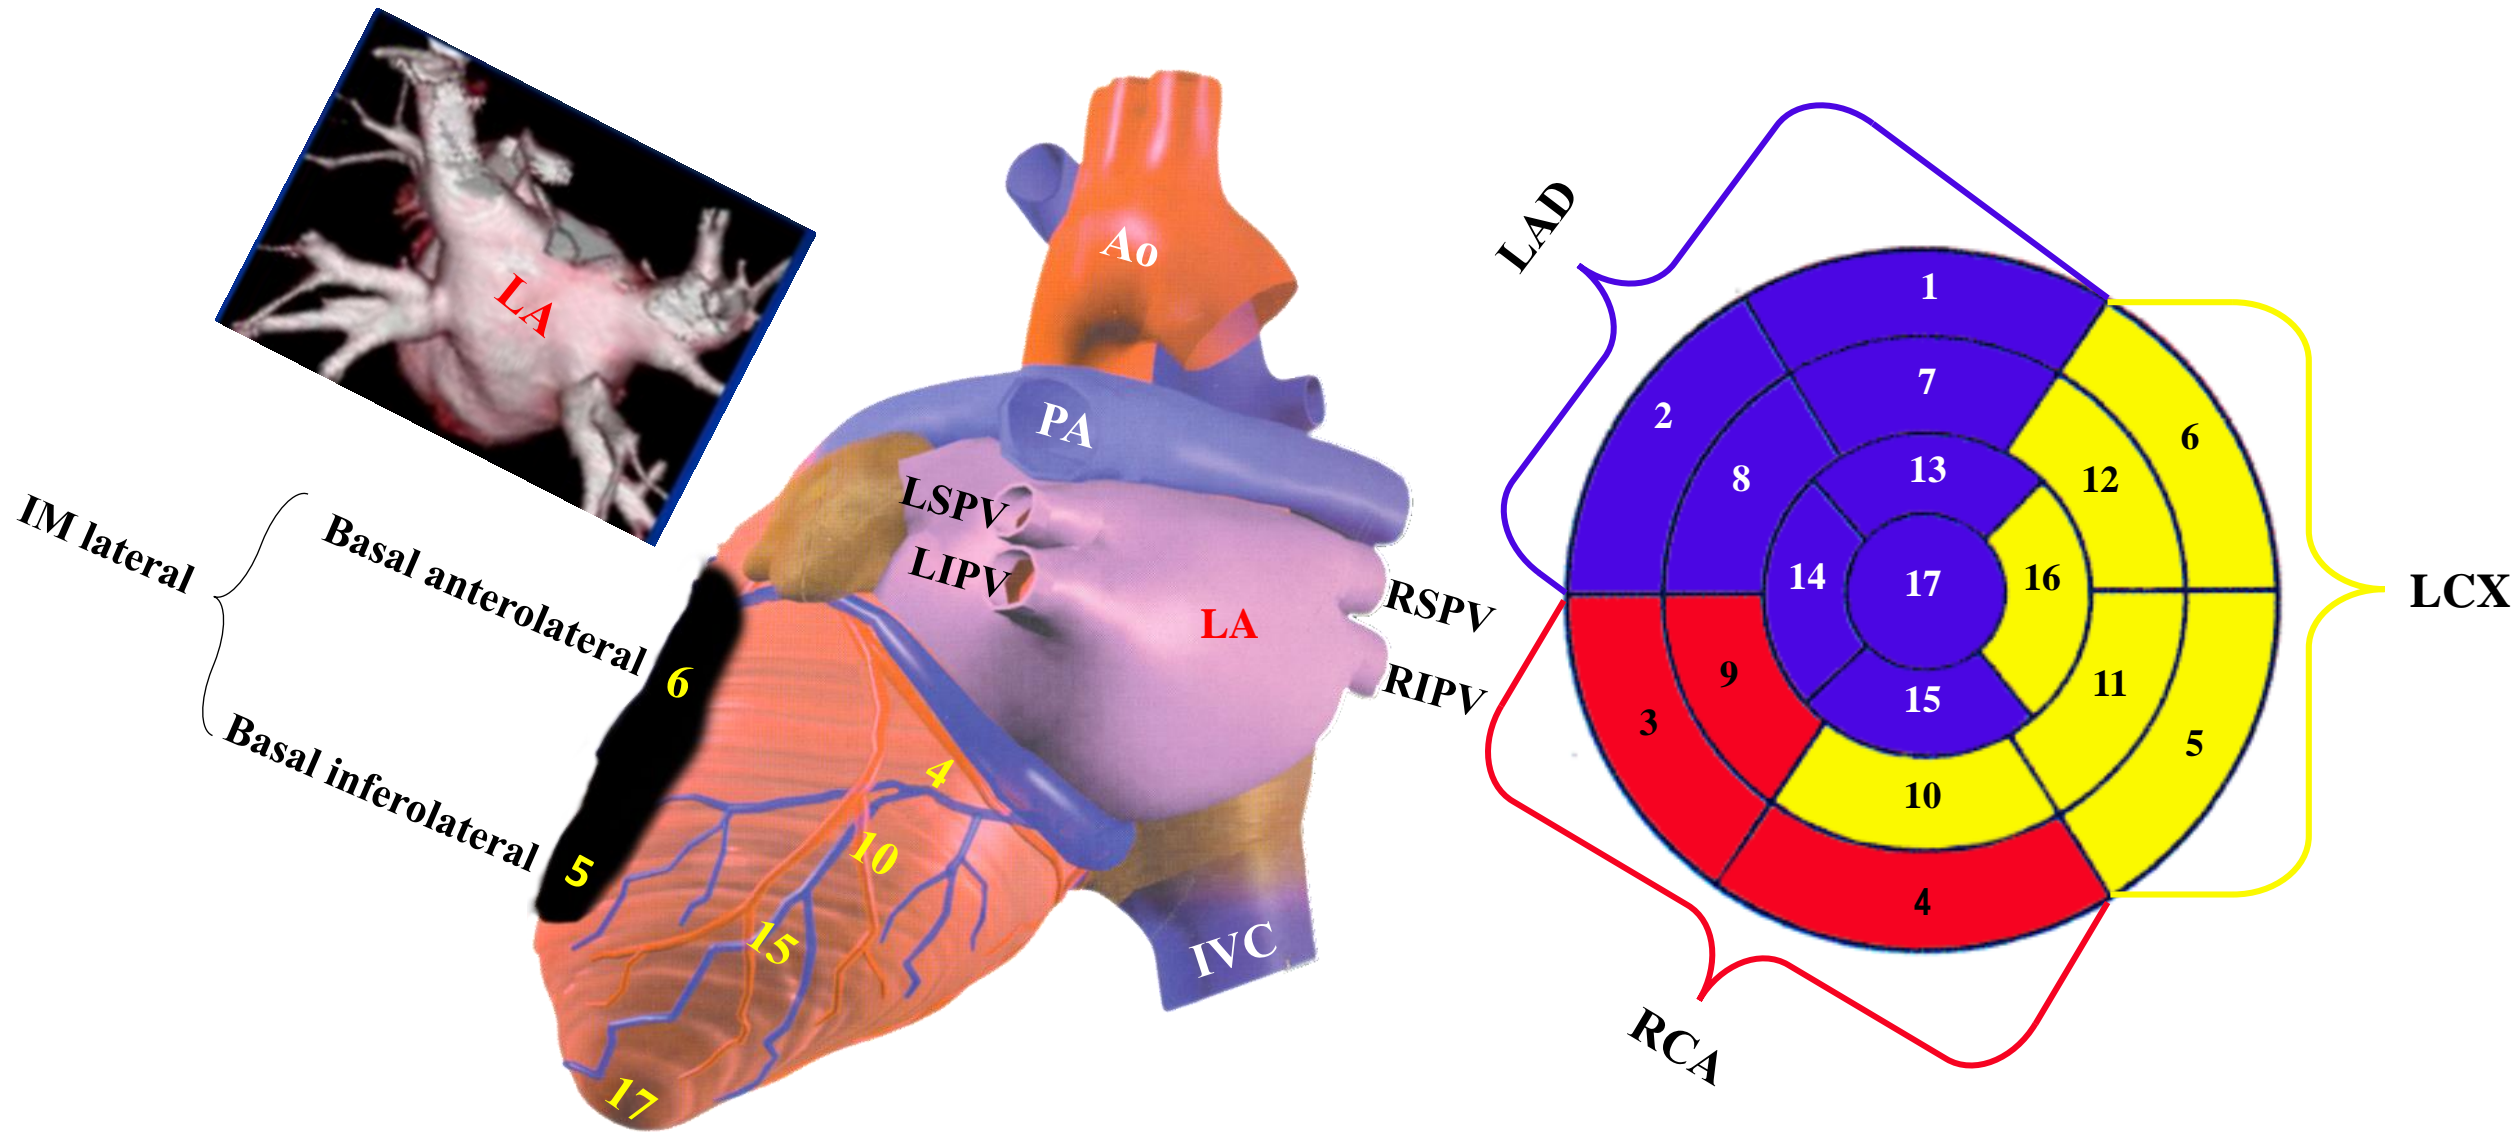 LA
IM lateral
Basal anterolateral
Basal inferolateral
6
5
Ao
PA
LSPV
LIPV
LA
RSPV
RIPV
4
10
15
17
IVC
LAD
LCX
RCA
1
2
7
6
8
13
12
14
17
16
9
15
11
3
10
5
4